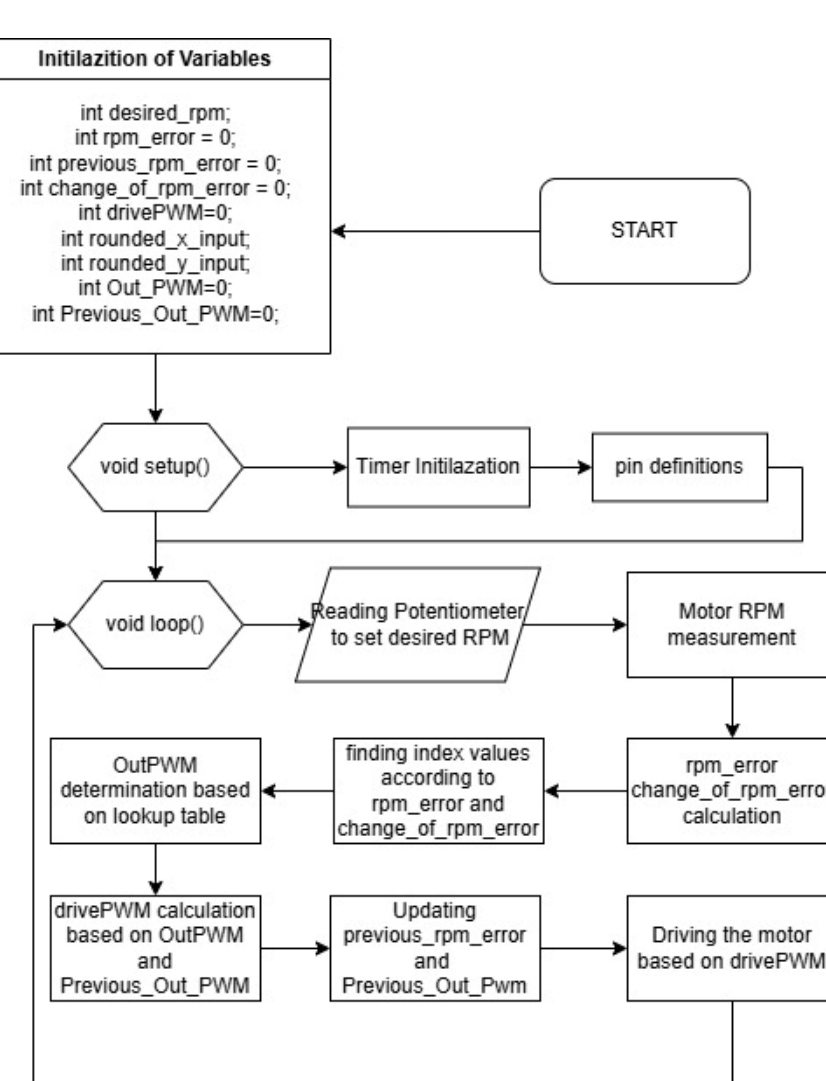 Initilazition of Variables
int desired_rpm;
int rpm_error = 0;
int previous_rpm_error = 0;
int change_of_rpm_error = 0;
int drivePWM=0;
int rounded_x_input;
int rounded_y_input;
int Out_PWM=0;
int Previous_Out_PWM=0;
START
void setup()
Timer Initilazation
pin definitions
void loop()
Reading Potentiometer
to set desired RPM
Motor RPM
measurement
rpm_error
change_of_rpm_erro
calculation
finding index values
according to
rpm_error and
change_of_rpm_error
OutPWM
determination based
on lookup table
drivePWM calculation
based on OutPWM
and
Previous_Out_PWM
Updating
previous_rpm_error
and
Previous_Out_Pwm
Driving the motor
based on drivePWM